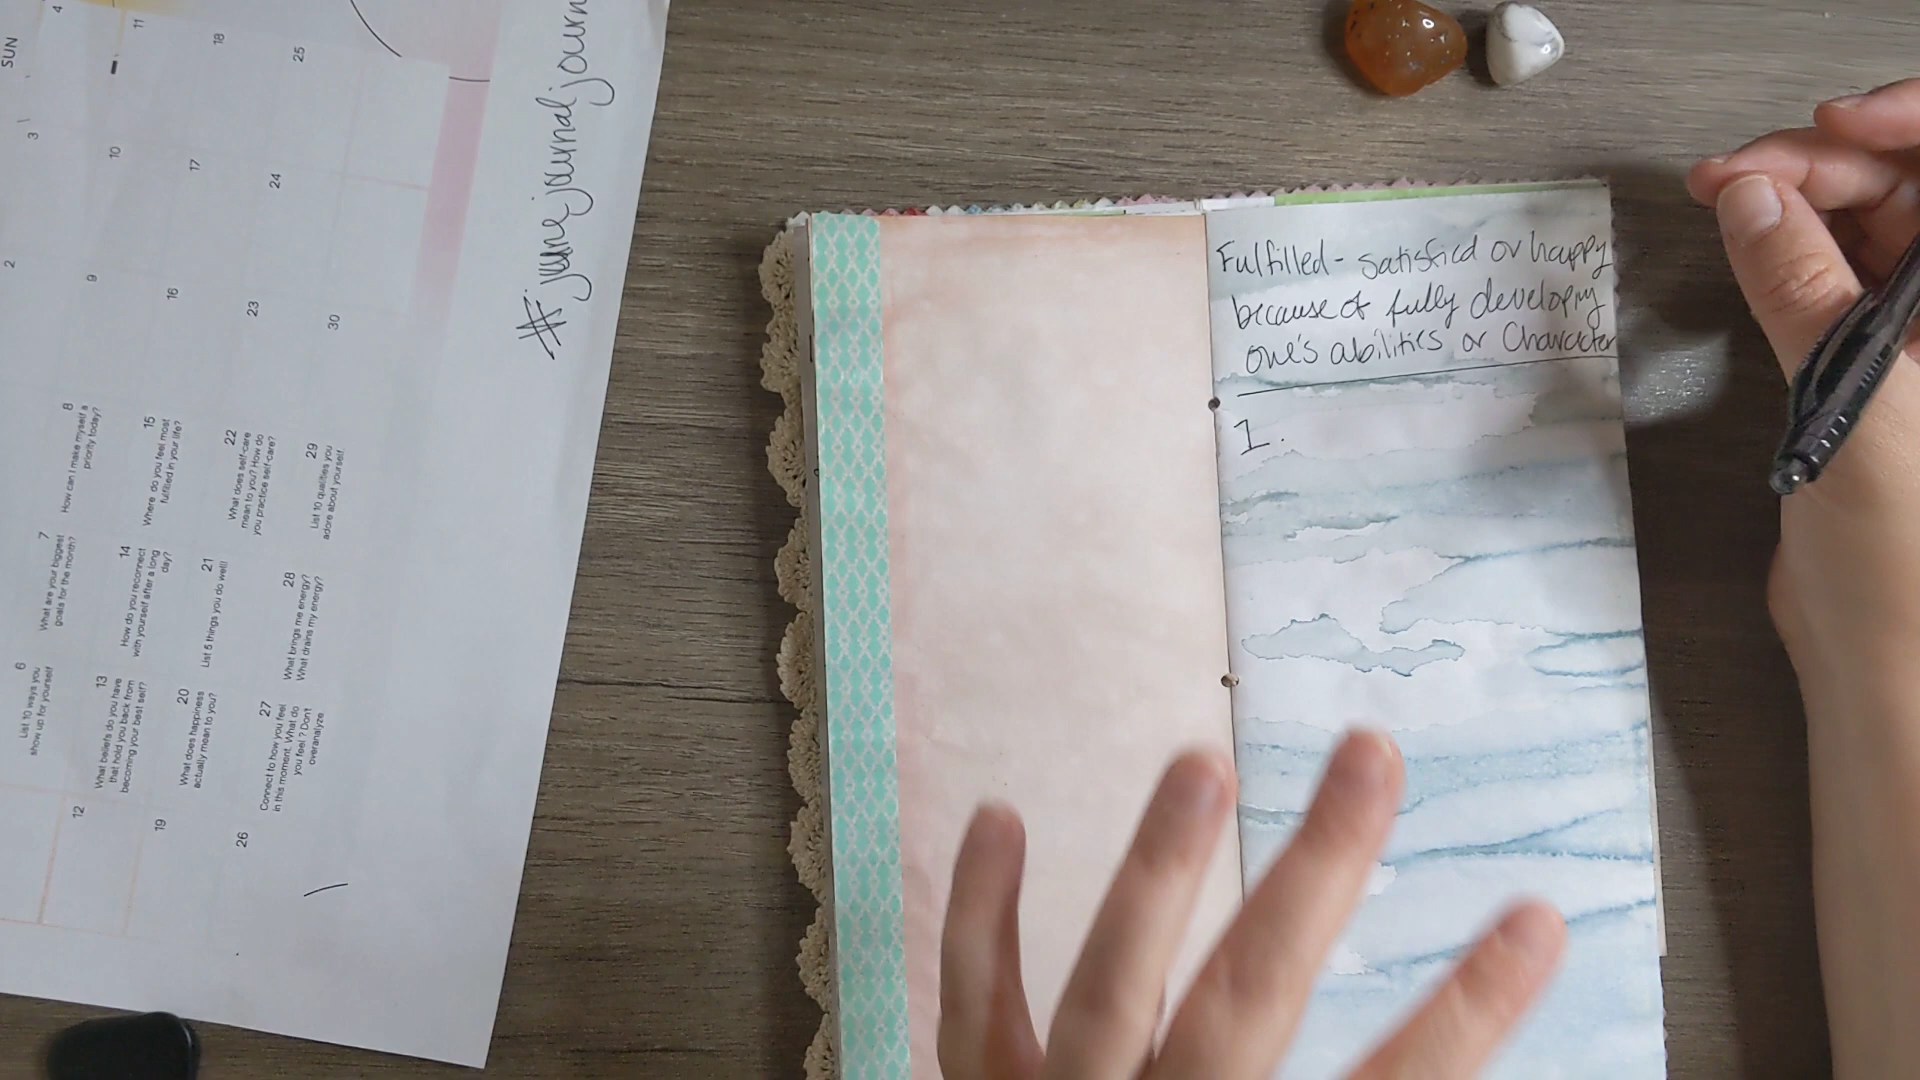 SUN
4
11
18
25
3
10
17
24
2
9
16
23
30
8
How can I make myself a
priority today?
15
Where do you feel most
fulfilled in your life?
22
What does self-care
mean to you? How do
you practice self-care?
29
List 10 qualities you
adore about yourself
7
What are your biggest
goals for the month?
14
How do you reconnect
with yourself after a long
day?
21
List 5 things you do well!
28
What brings me energy?
What drains my energy?
6
List 10 ways you
show up for yourself
13
What beliefs do you have
that hold you back from
becoming your best self?
20
What does happiness
actually mean to you?
27
Connect to how you feel
in this moment. What do
you feel? Don't
overanalyze
12
19
26
#junejournaljourn
Fulfilled - satisfied or happy
because of fully developing
one's abilities or Character
1.